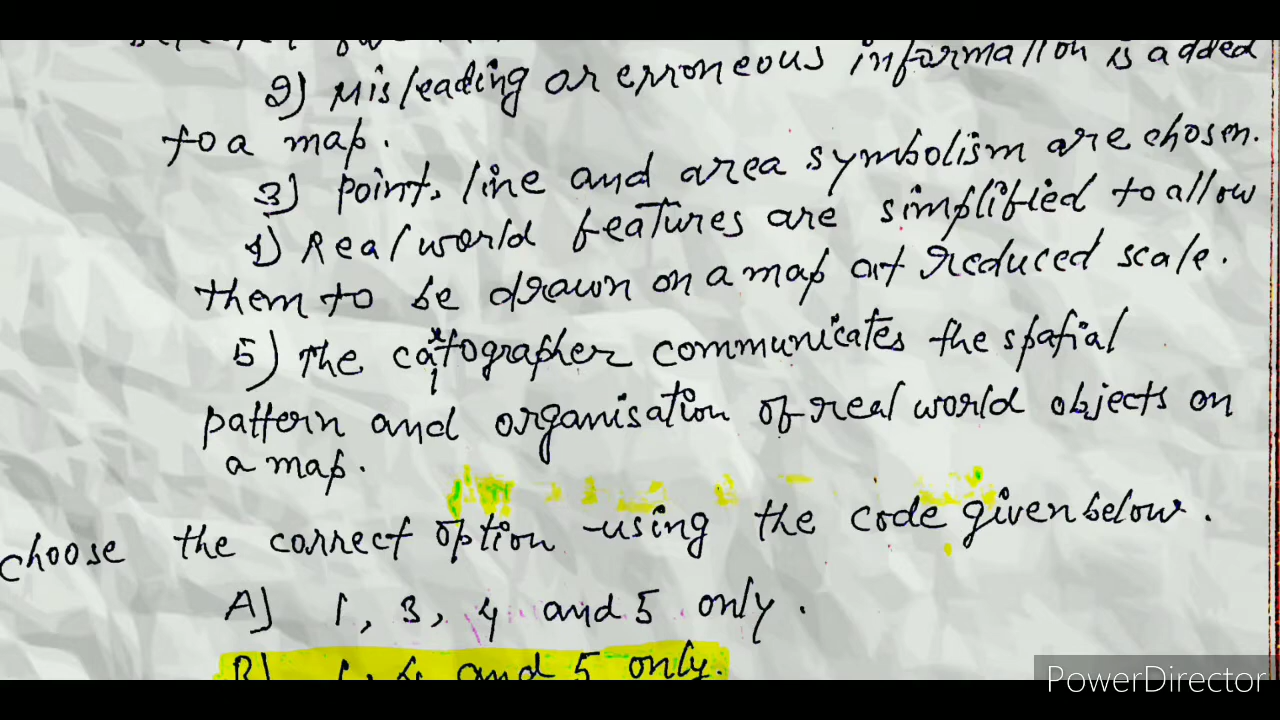 2) Misleading or erroneous information is added
to a map.
3) Point, line and area symbolism are chosen.
4) Real world features are simplified to allow
them to be drawn on a map at reduced scale.
5) The cartographer communicates the spatial
pattern and organisation of real world objects on
a map.
choose the correct option using the code given below.
A) 1, 3, 4 and 5 only.
B) 1, 4 and 5 only.
PowerDirector